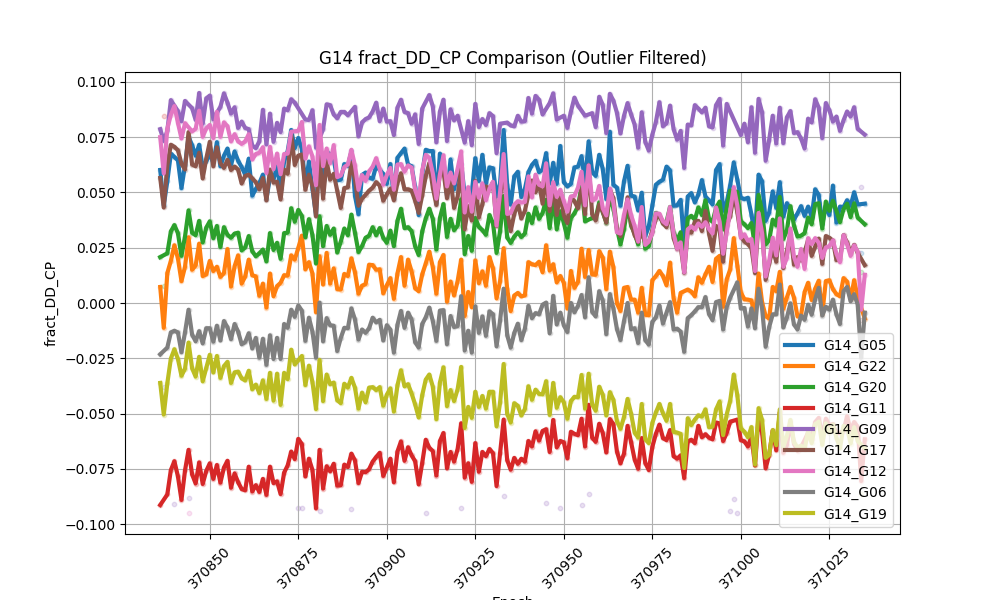 G14 fract_DD_CP Comparison (Outlier Filtered)
fract_DD_CP
0.100
0.075
0.050
0.025
0.000
−0.025
−0.050
−0.075
−0.100
G14_G05
G14_G22
G14_G20
G14_G11
G14_G09
G14_G17
G14_G12
G14_G06
G14_G19
370850
370875
370900
370925
370950
370975
371000
371025
Epoch